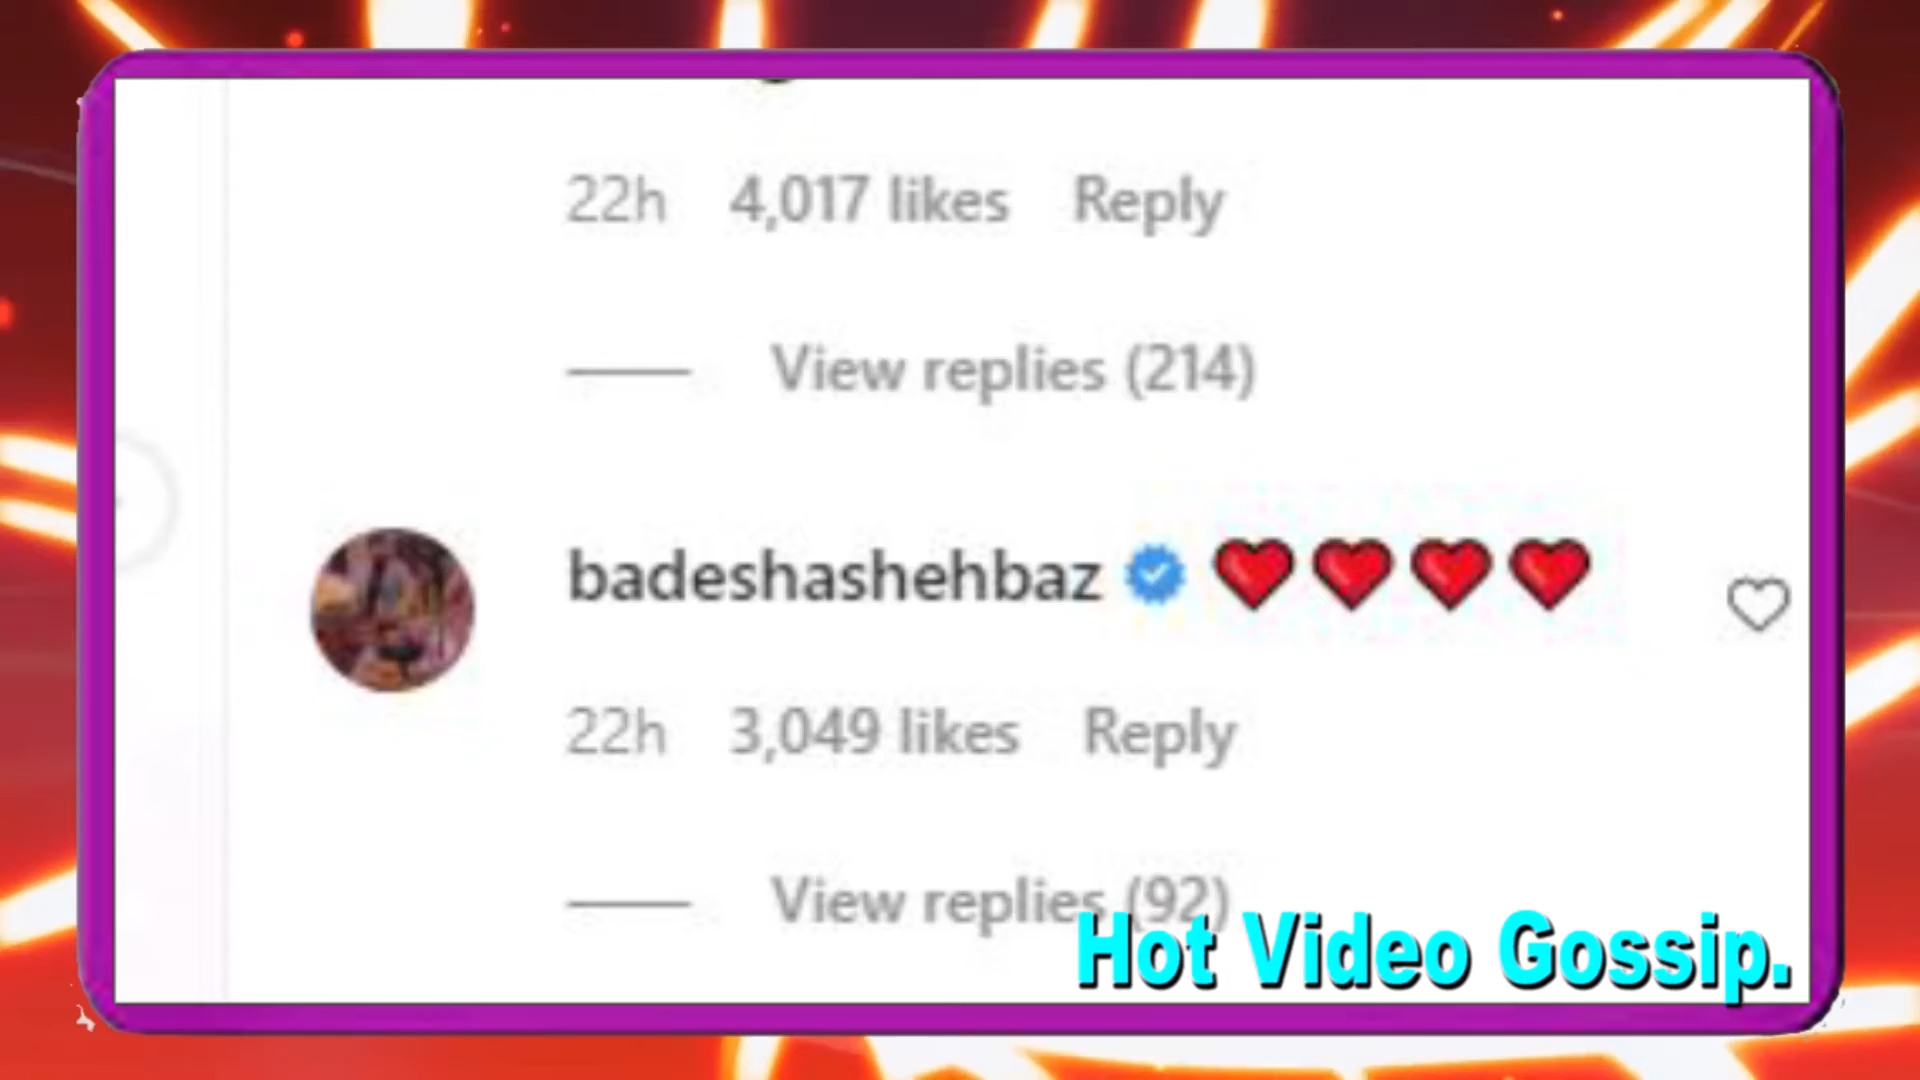 22h 4,017 likes Reply
View replies (214)
badeshashehbaz ❤️❤️❤️❤️
22h 3,049 likes Reply
View replies (92)
Hot Video Gossip.